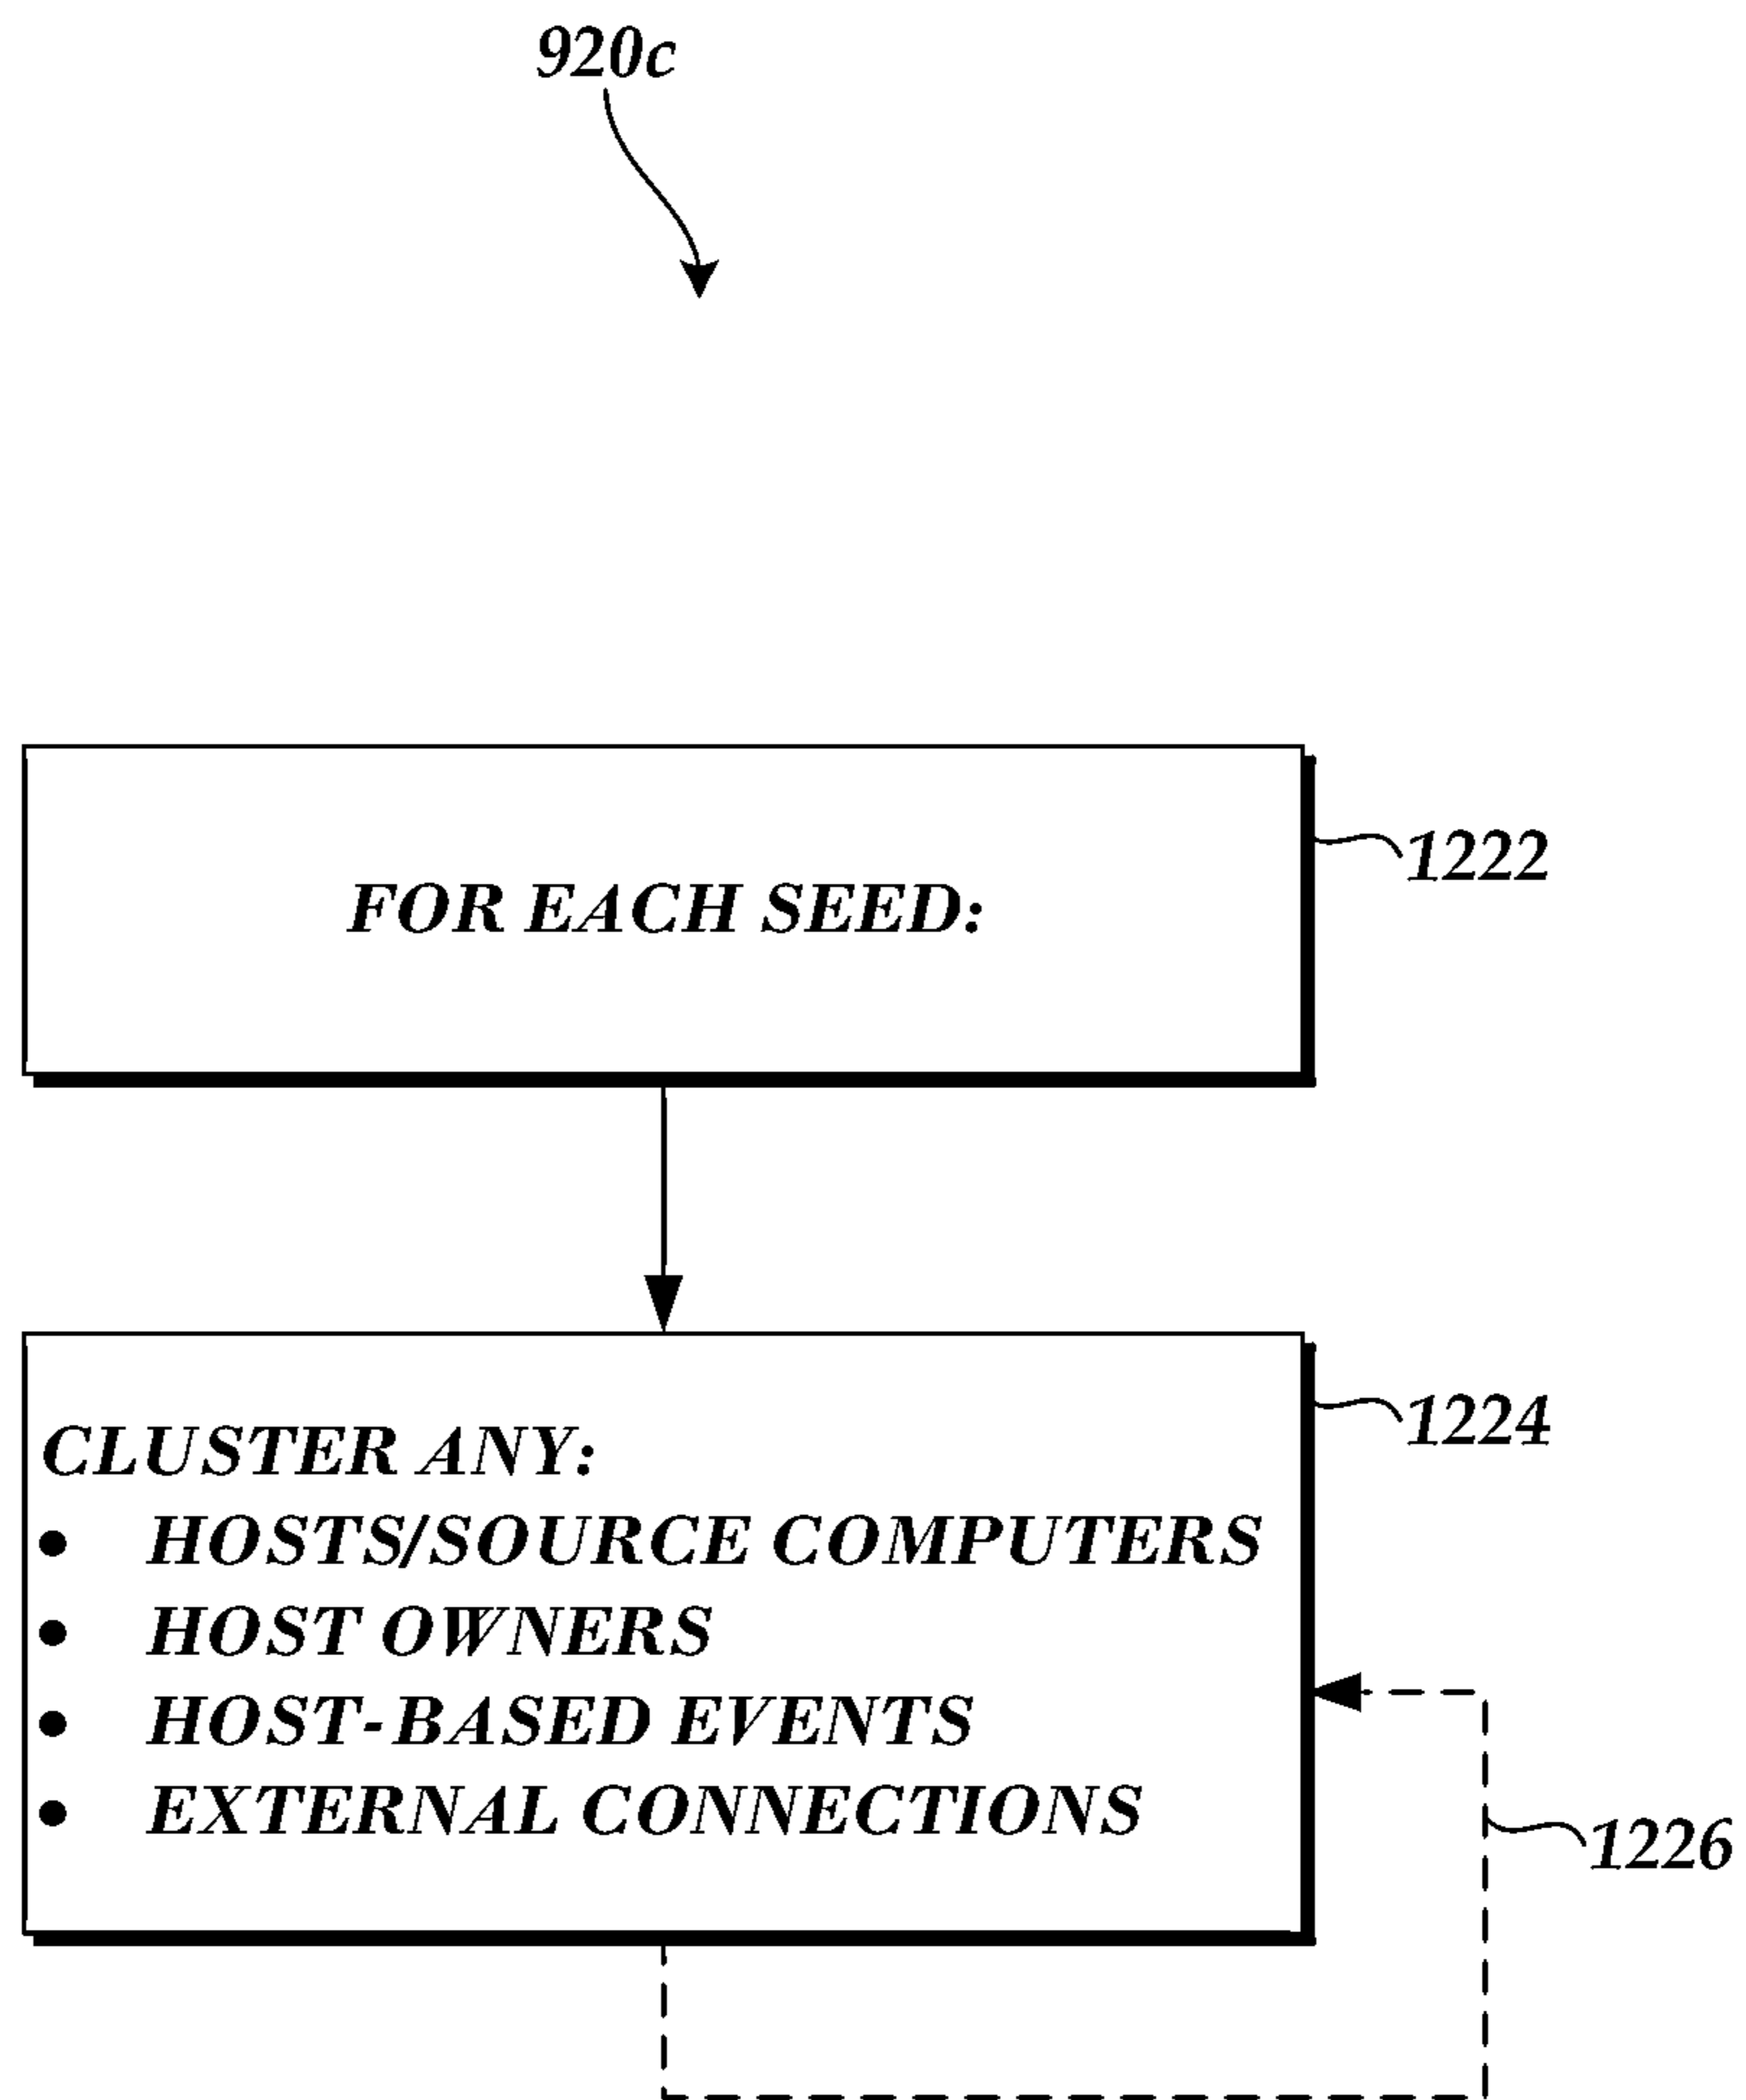 920c
FOR EACH SEED:
1222
CLUSTER ANY:
1224
• HOSTS/SOURCE COMPUTERS
• HOST OWNERS
• HOST-BASED EVENTS
• EXTERNAL CONNECTIONS
1226